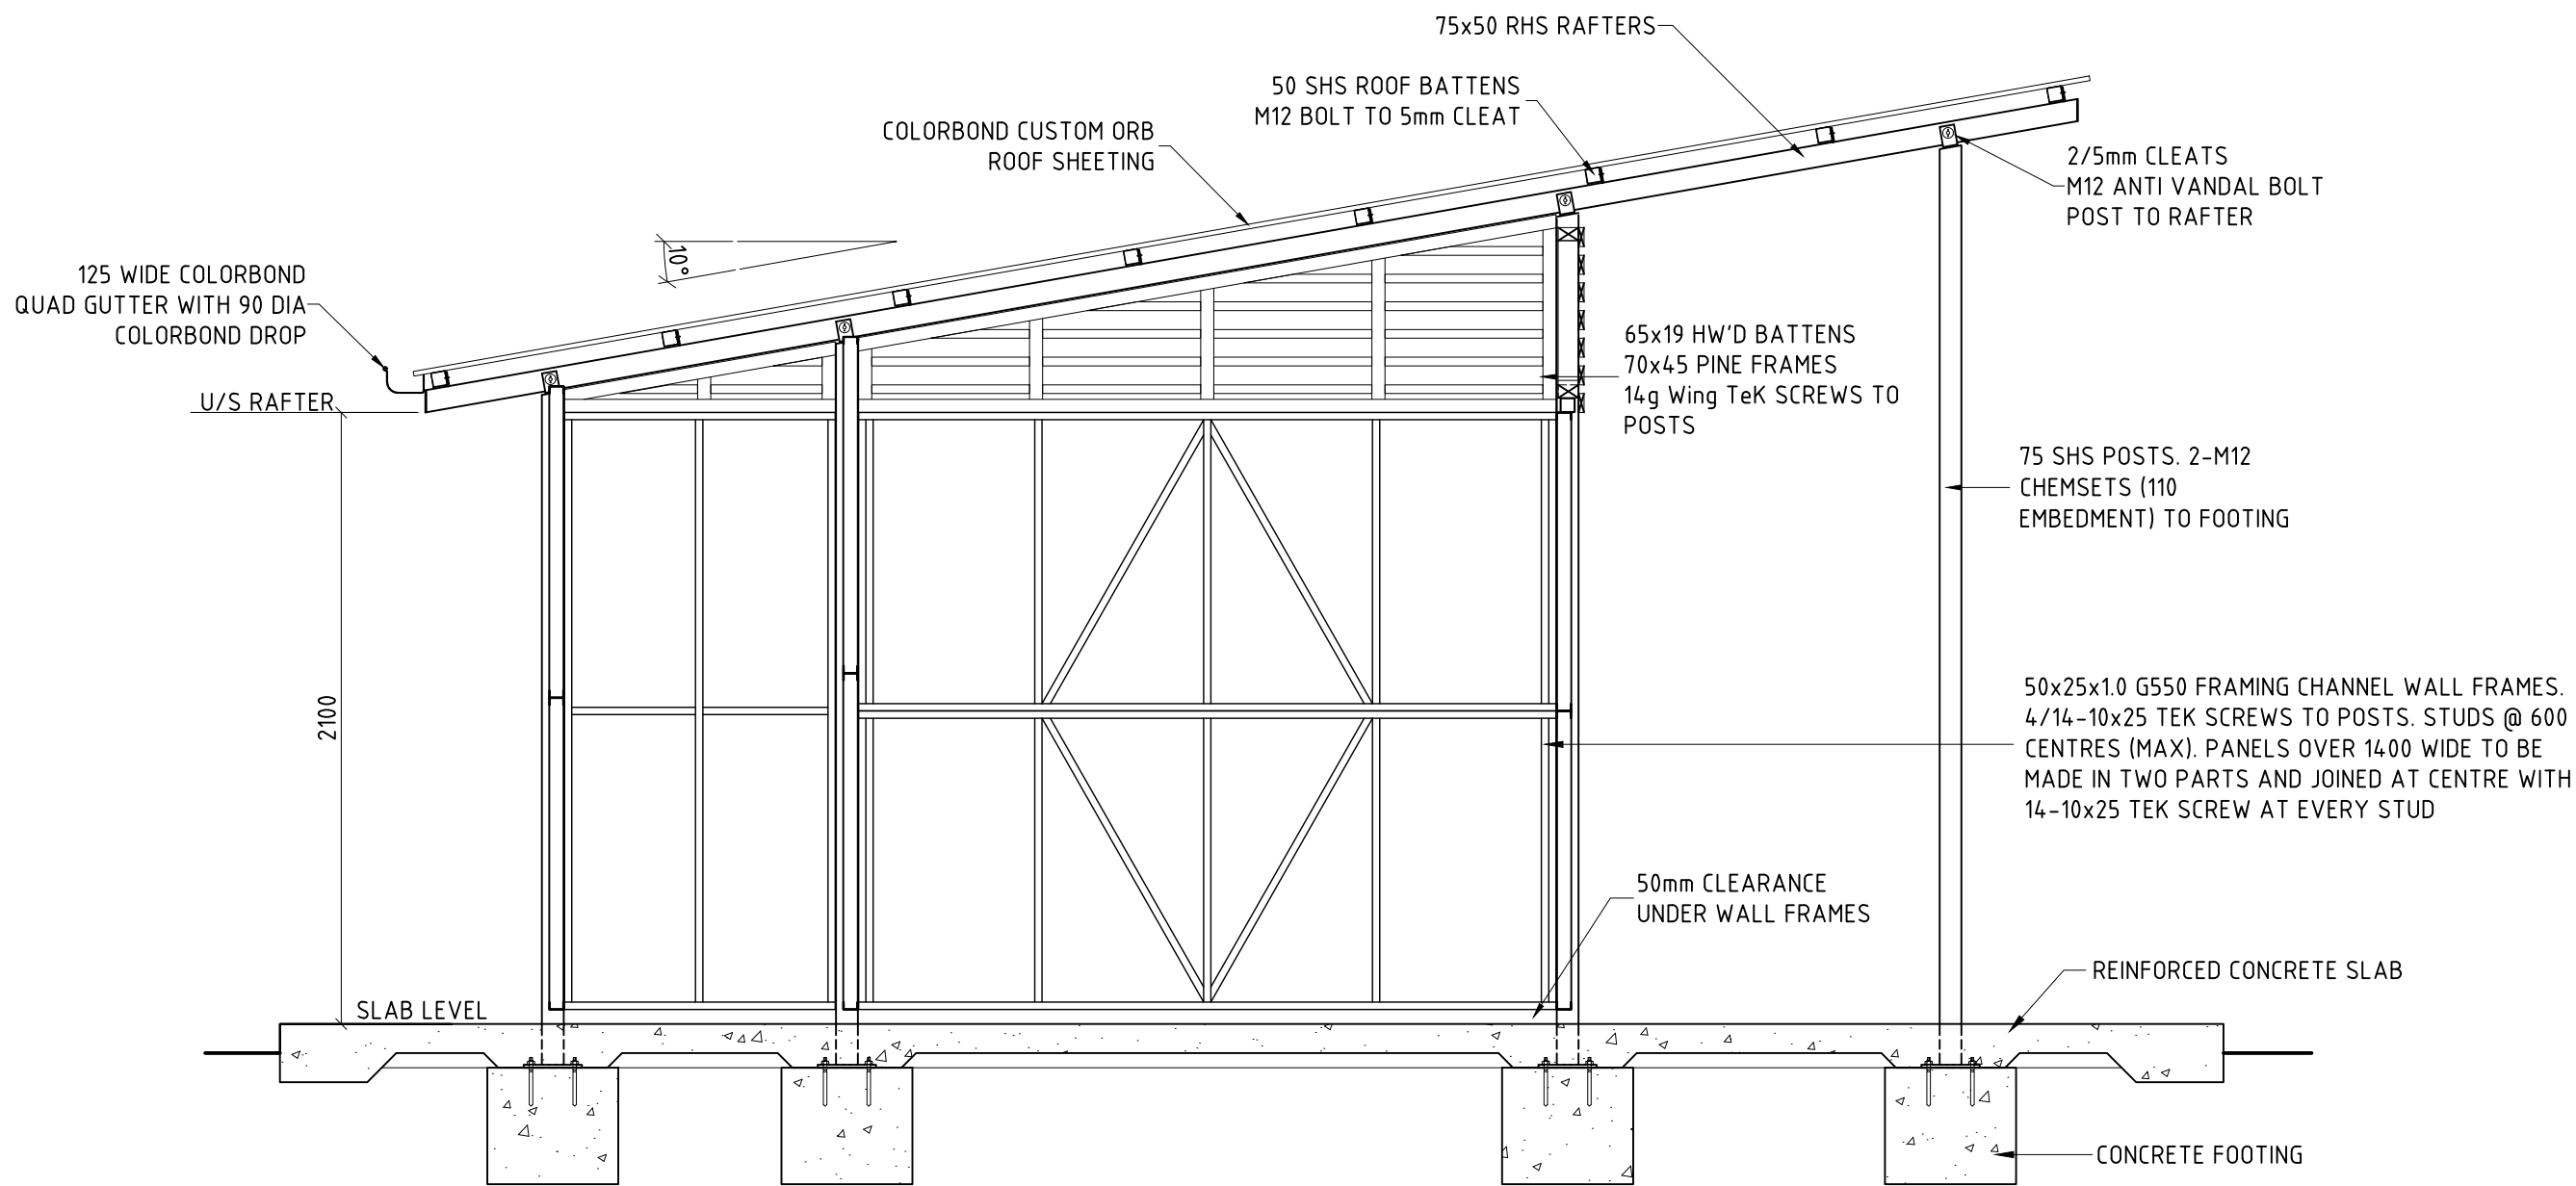 75x50 RHS RAFTERS
50 SHS ROOF BATTENS
M12 BOLT TO 5mm CLEAT
COLORBOND CUSTOM ORB
ROOF SHEETING
2/5mm CLEATS
M12 ANTI VANDAL BOLT
POST TO RAFTER
10°
125 WIDE COLORBOND
QUAD GUTTER WITH 90 DIA
COLORBOND DROP
65x19 HW'D BATTENS
70x45 PINE FRAMES
14g Wing TeK SCREWS TO
POSTS
U/S RAFTER
75 SHS POSTS. 2-M12
CHEMSETS (110
EMBEDMENT) TO FOOTING
2100
50x25x1.0 G550 FRAMING CHANNEL WALL FRAMES.
4/14-10x25 TEK SCREWS TO POSTS. STUDS @ 600
CENTRES (MAX). PANELS OVER 1400 WIDE TO BE
MADE IN TWO PARTS AND JOINED AT CENTRE WITH
14-10x25 TEK SCREW AT EVERY STUD
50mm CLEARANCE
UNDER WALL FRAMES
REINFORCED CONCRETE SLAB
SLAB LEVEL
CONCRETE FOOTING